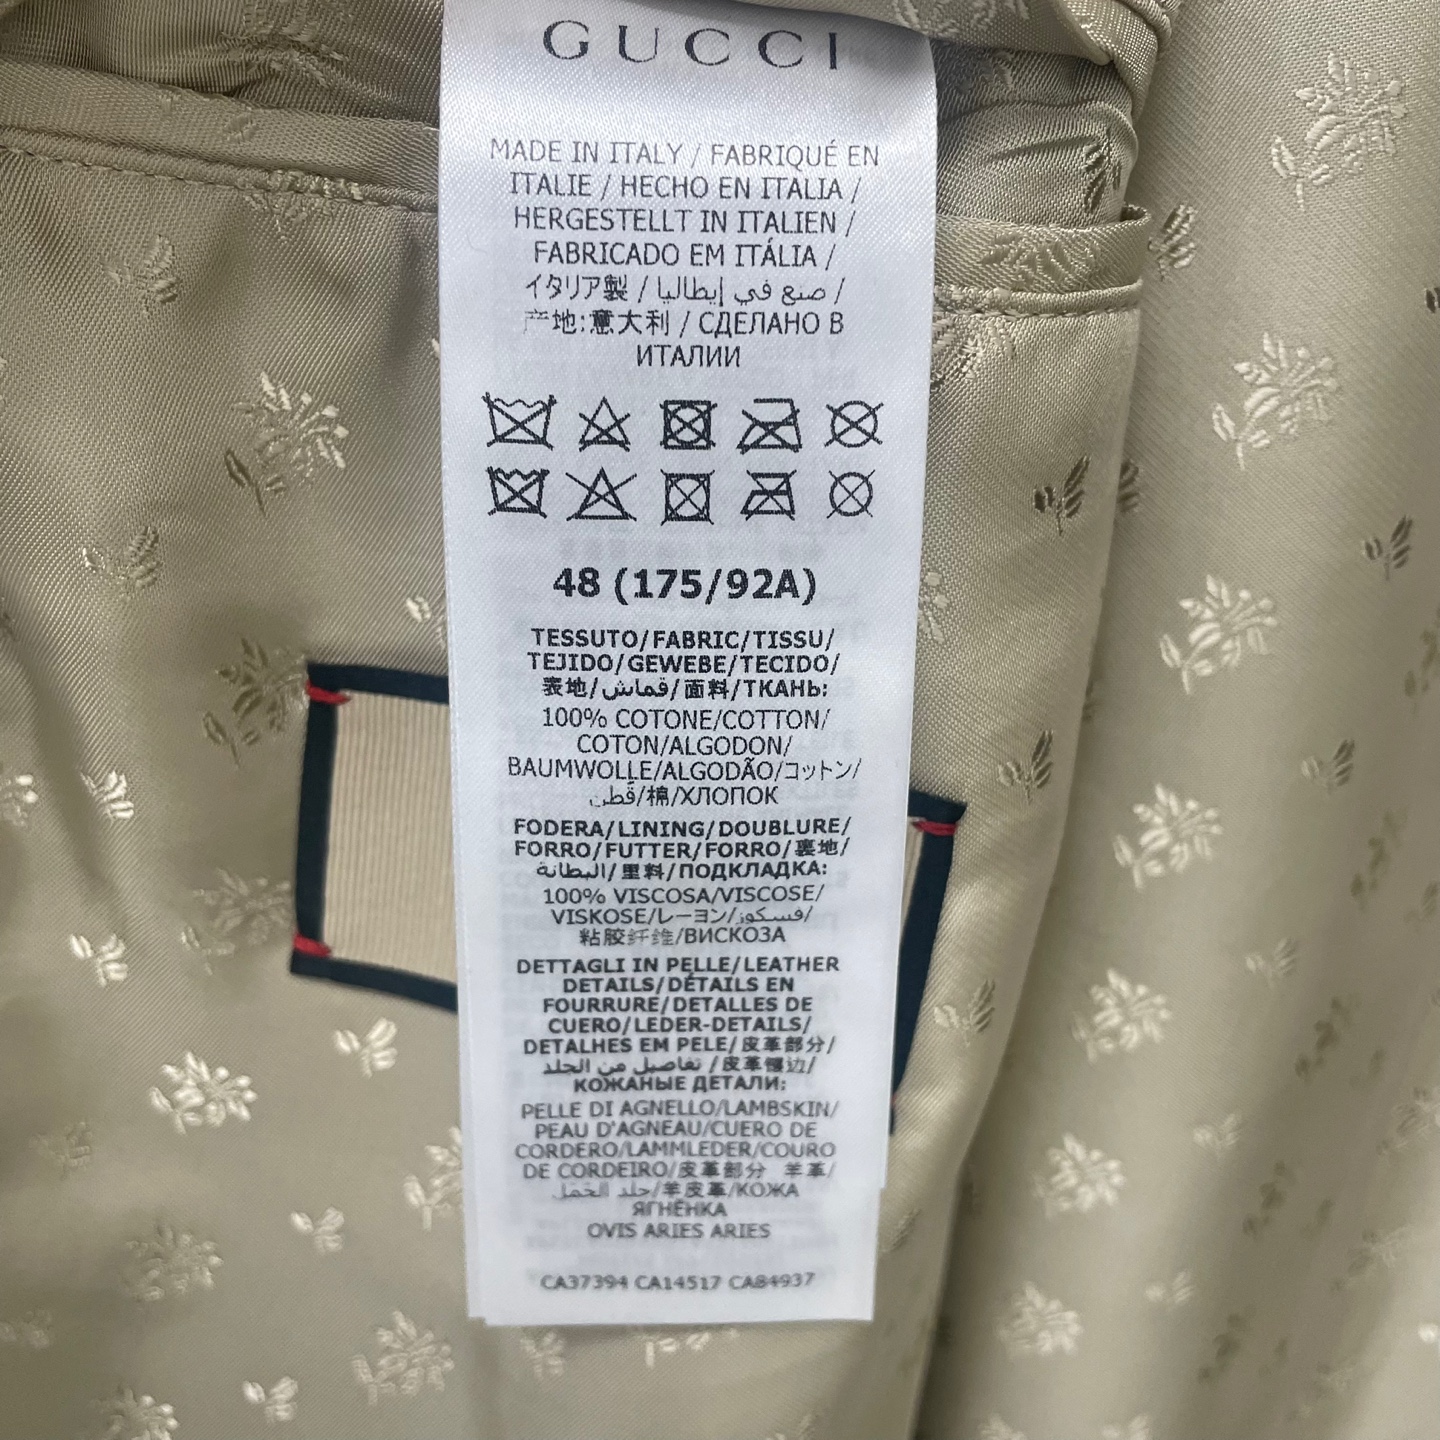 GUCCI
MADE IN ITALY / FABRIQUÉ EN
ITALIE / HECHO EN ITALIA /
HERGESTELLT IN ITALIEN /
FABRICADO EM ITÁLIA /
イタリア製 / صنع في إيطاليا /
产地:意大利 / СДЕЛАНО В
ИТАЛИИ
48 (175/92A)
TESSUTO/FABRIC/TISSU/
TEJIDO/GEWEBE/TECIDO/
表地/قماش/面料/ТКАНЬ:
100% COTONE/COTTON/
COTON/ALGODON/
BAUMWOLLE/ALGODÃO/コットン/
قطن/棉/ХЛОПОК
FODERA/LINING/DOUBLURE/
FORRO/FUTTER/FORRO/裏地/
البطانة/里料/ПОДКЛАДКА:
100% VISCOSA/VISCOSE/
VISKOSE/レーヨン/فسكوز/
粘胶纤维/ВИСКОЗА
DETTAGLI IN PELLE/LEATHER
DETAILS/DÉTAILS EN
FOURRURE/DETALLES DE
CUERO/LEDER-DETAILS/
DETALHES EM PELE/皮革部分/
تفاصيل من الجلد/皮革镶边/
КОЖАНЫЕ ДЕТАЛИ:
PELLE DI AGNELLO/LAMBSKIN/
PEAU D'AGNEAU/CUERO DE
CORDERO/LAMMLEDER/COURO
DE CORDEIRO/皮革部分 羊革/
جلد الحمل/羊皮革/КОЖА
ЯГНЁНКА
OVIS ARIES ARIES
CA37394 CA14517 CA84937